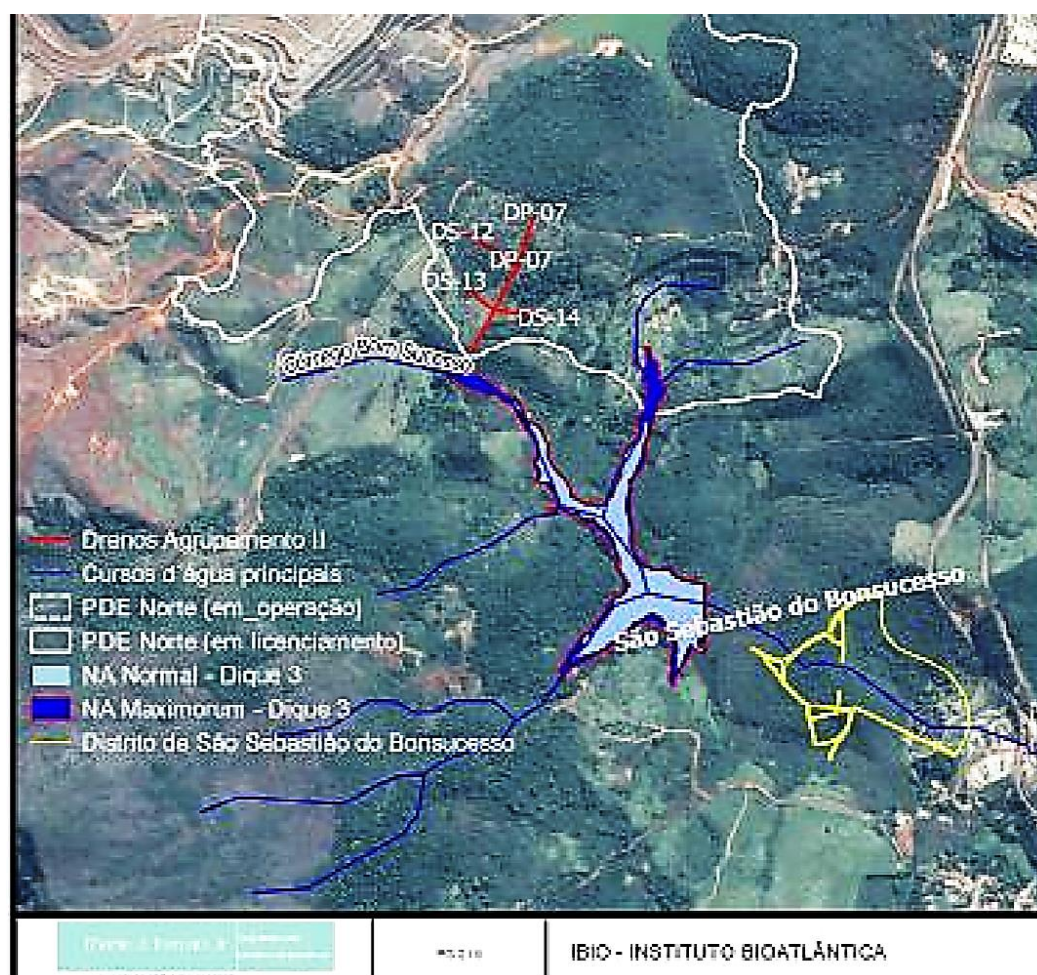 DP-07
DS-12
DP-07
DS-13
DS-14
Córrego Bom Sucesso
Drenos Agrupamento II
Cursos d'água principais
PDE Norte (em_operação)
PDE Norte (em licenciamento)
NA Normal - Dique 3
NA Maximorum - Dique 3
Distrito de São Sebastião do Bonsucesso
São Sebastião do Bonsucesso
IBIO - INSTITUTO BIOATLÂNTICA